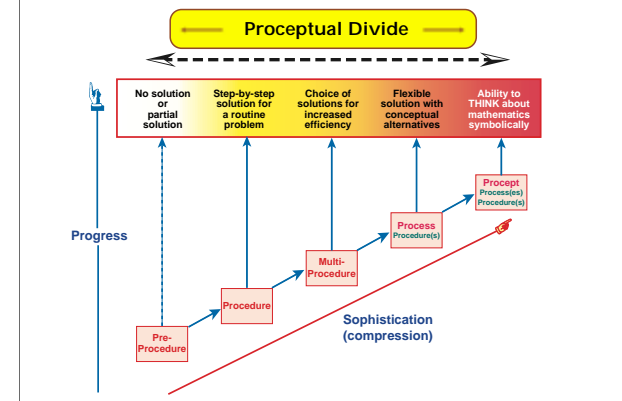 Proceptual Divide
No solution
or
partial
solution
Step-by-step
solution for
a routine
problem
Choice of
solutions for
increased
efficiency
Flexible
solution with
conceptual
alternatives
Ability to
THINK about
mathematics
symbolically
Procept
Process(es)
Procedure(s)
Process
Procedure(s)
Progress
Multi-
Procedure
Procedure
Sophistication
(compression)
Pre-
Procedure